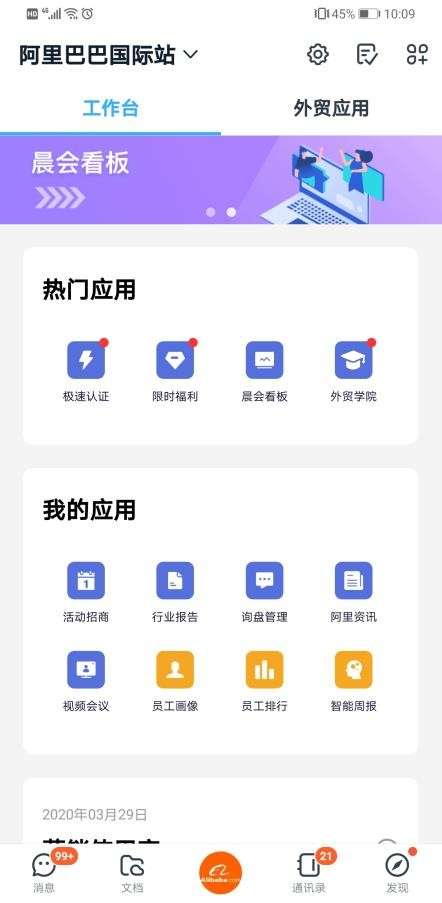 HD 4G 45% 10:09
阿里巴巴国际站
工作台 外贸应用
晨会看板
热门应用
极速认证 限时福利 晨会看板 外贸学院
我的应用
1
活动招商 行业报告 询盘管理 阿里资讯
视频会议 员工画像 员工排行 智能周报
2020年03月29日
99+ 21
Alibaba.com
消息 文档 通讯录 发现